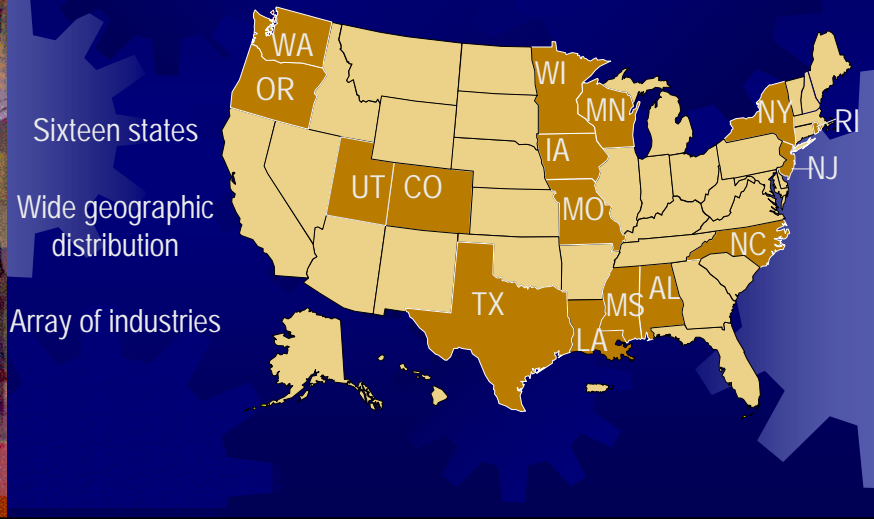 Sixteen states
Wide geographic
distribution
Array of industries
WA
OR
UT
CO
TX
WI
MN
IA
MO
LA
MS
AL
NC
NY
RI
NJ